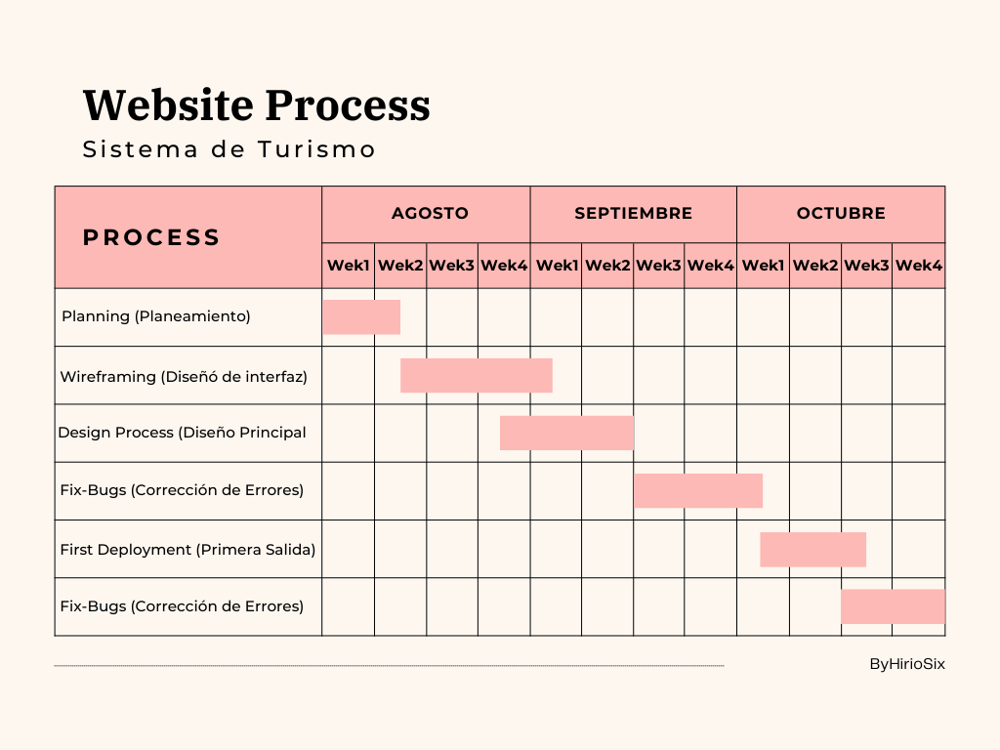 Website Process
Sistema de Turismo
PROCESS
AGOSTO SEPTIEMBRE OCTUBRE
Wek1 Wek2 Wek3 Wek4 Wek1 Wek2 Wek3 Wek4 Wek1 Wek2 Wek3 Wek4
Planning (Planeamiento)
Wireframing (Diseñó de interfaz)
Design Process (Diseño Principal
Fix-Bugs (Corrección de Errores)
First Deployment (Primera Salida)
Fix-Bugs (Corrección de Errores)
ByHirioSix